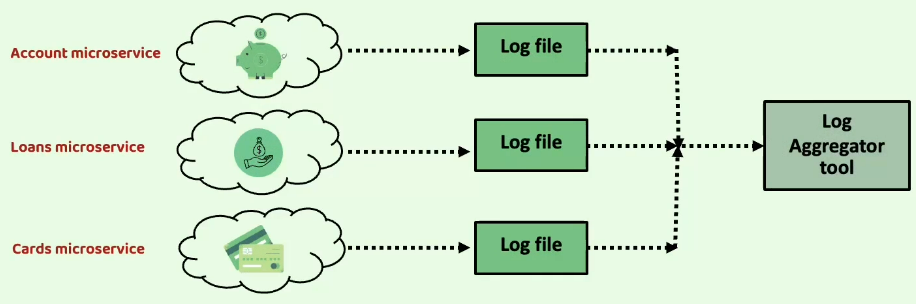 Account microservice
Log file
Loans microservice
Log file
Cards microservice
Log file
Log
Aggregator
tool